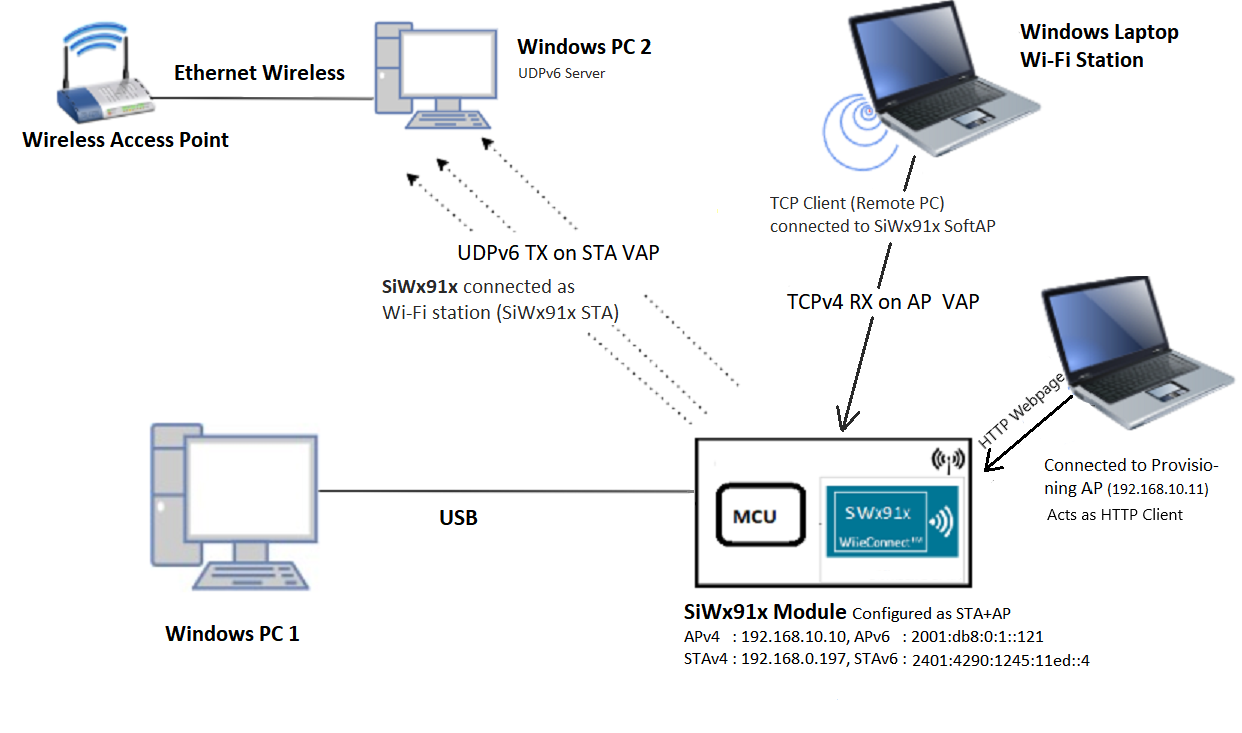 Windows PC 2
UDPv6 Server
Ethernet Wireless
Wireless Access Point
Windows Laptop
Wi-Fi Station
TCP Client (Remote PC)
connected to SiWx91x SoftAP
UDPv6 TX on STA VAP
SiWx91x connected as
Wi-Fi station (SiWx91x STA)
TCPv4 RX on AP VAP
HTTP Webpage
Connected to Provisio-
ning AP (192.168.10.11)
Acts as HTTP Client
MCU
SWx91x
WiieConnect™
USB
Windows PC 1
SiWx91x Module Configured as STA+AP
APv4 : 192.168.10.10, APv6 : 2001:db8:0:1::121
STAv4 : 192.168.0.197, STAv6 : 2401:4290:1245:11ed::4